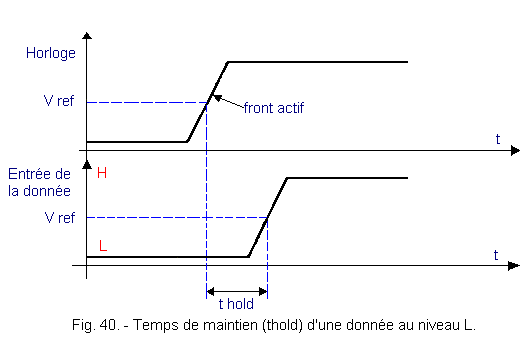 Horloge
V ref
front actif
t
Entrée de
la donnée
H
V ref
L
t
t hold
Fig. 40. - Temps de maintien (thold) d'une donnée au niveau L.